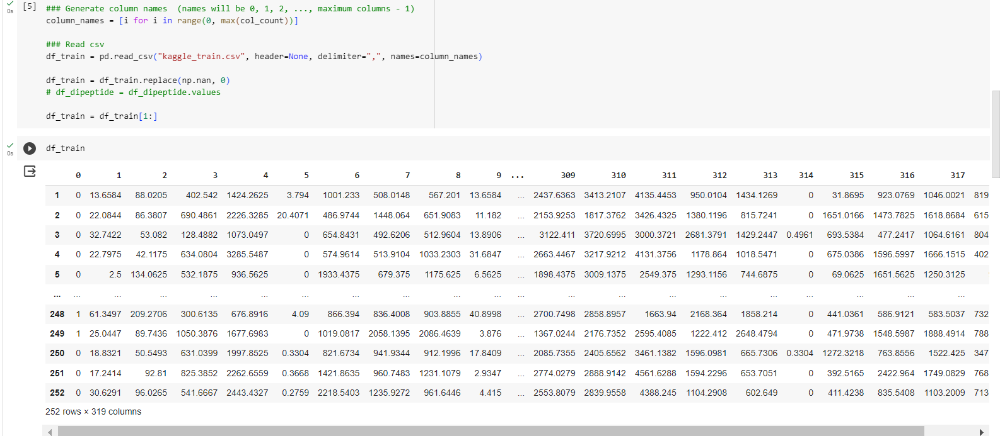 [5] ### Generate column names  (names will be 0, 1, 2, ..., maximum columns - 1)
0s column_names = [i for i in range(0, max(col_count))]
### Read csv
df_train = pd.read_csv("kaggle_train.csv", header=None, delimiter=",", names=column_names)
df_train = df_train.replace(np.nan, 0)
# df_dipeptide = df_dipeptide.values
df_train = df_train[1:]
0s df_train
0 1 2 3 4 5 6 7 8 9 ... 309 310 311 312 313 314 315 316 317
1 0 13.6584 88.0205 402.542 1424.2625 3.794 1001.233 508.0148 567.201 13.6584 ... 2437.6363 3413.2107 4135.4453 950.0104 1434.1269 0 31.8695 923.0769 1046.0021 819
2 0 22.0844 86.3807 690.4861 2226.3285 20.4071 486.9744 1448.064 651.9083 11.182 ... 2153.9253 1817.3762 3426.4325 1380.1196 815.7241 0 1651.0166 1473.7825 1618.8684 615
3 0 32.7422 53.082 128.4882 1073.0497 0 654.8431 492.6206 512.9604 13.8906 ... 3122.411 3720.6995 3000.3721 2681.3791 1429.2447 0.4961 693.5384 477.2417 1064.6161 804
4 0 22.7975 42.1175 634.0804 3285.5487 0 574.9614 513.9104 1033.2303 31.6847 ... 2663.4467 3217.9212 4131.3756 1178.864 1018.5471 0 675.0386 1596.5997 1666.1515 402
5 0 2.5 134.0625 532.1875 936.5625 0 1933.4375 679.375 1175.625 6.5625 ... 1898.4375 3009.1375 2549.375 1293.1156 744.6875 0 69.0625 1651.5625 1250.3125
... ... ... ... ... ... ... ... ... ... ... ... ... ... ... ... ... ... ... ... ...
248 1 61.3497 209.2706 300.6135 676.8916 4.09 866.394 836.4008 903.8855 40.8998 ... 2700.7498 2858.8957 1663.94 2168.364 1858.214 0 441.0361 586.9121 583.5037 732
249 1 25.0447 89.7436 1050.3876 1677.6983 0 1019.0817 2058.1395 2086.4639 3.876 ... 1367.0244 2176.7352 2595.4085 1222.412 2648.4794 0 471.9738 1548.5987 1888.4914 788
250 0 18.8321 50.5493 631.0399 1997.8525 0.3304 821.6734 941.9344 912.1996 17.8409 ... 2085.7355 2405.6562 3461.1382 1596.0981 665.7306 0.3304 1272.3218 763.8556 1522.425 347
251 0 17.2414 92.81 825.3852 2262.6559 0.3668 1421.8635 960.7483 1231.1079 2.9347 ... 2774.0279 2888.9142 4561.6288 1594.2296 653.7051 0 392.5165 2422.964 1749.0829 768
252 0 30.6291 96.0265 541.6667 2443.4327 0.2759 2218.5403 1235.9272 961.6446 4.415 ... 2553.8079 2839.9558 4388.245 1104.2908 602.649 0 411.4238 835.5408 1103.2009 713
252 rows × 319 columns